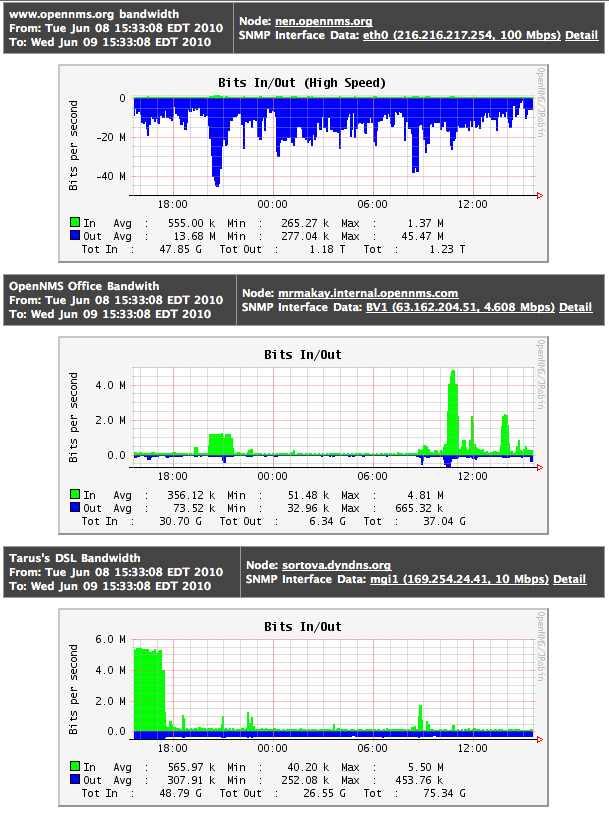 www.opennms.org bandwidth
From: Tue Jun 08 15:33:08 EDT 2010
To: Wed Jun 09 15:33:08 EDT 2010
Node: nen.opennms.org
SNMP Interface Data: eth0 (216.216.217.254, 100 Mbps) Detail
Bits In/Out (High Speed)
OpenNMS/JRobin
Bits per second
0
-20 M
-40 M
18:00 00:00 06:00 12:00
In Avg : 555.00 k Min : 265.27 k Max : 1.37 M
Out Avg : 13.68 M Min : 277.04 k Max : 45.47 M
Tot In : 47.85 G Tot Out : 1.18 T Tot : 1.23 T
OpenNMS Office Bandwith
From: Tue Jun 08 15:33:08 EDT 2010
To: Wed Jun 09 15:33:08 EDT 2010
Node: mrmakay.internal.opennms.com
SNMP Interface Data: BV1 (63.162.204.51, 4.608 Mbps) Detail
Bits In/Out
OpenNMS/JRobin
Bits per second
4.0 M
2.0 M
0.0
18:00 00:00 06:00 12:00
In Avg : 356.12 k Min : 51.48 k Max : 4.81 M
Out Avg : 73.52 k Min : 32.96 k Max : 665.32 k
Tot In : 30.70 G Tot Out : 6.34 G Tot : 37.04 G
Tarus's DSL Bandwidth
From: Tue Jun 08 15:33:08 EDT 2010
To: Wed Jun 09 15:33:08 EDT 2010
Node: sortova.dyndns.org
SNMP Interface Data: mgi1 (169.254.24.41, 10 Mbps) Detail
Bits In/Out
OpenNMS/JRobin
Bits per second
6.0 M
4.0 M
2.0 M
0.0
18:00 00:00 06:00 12:00
In Avg : 565.97 k Min : 40.20 k Max : 5.50 M
Out Avg : 307.91 k Min : 252.08 k Max : 453.76 k
Tot In : 48.79 G Tot Out : 26.55 G Tot : 75.34 G